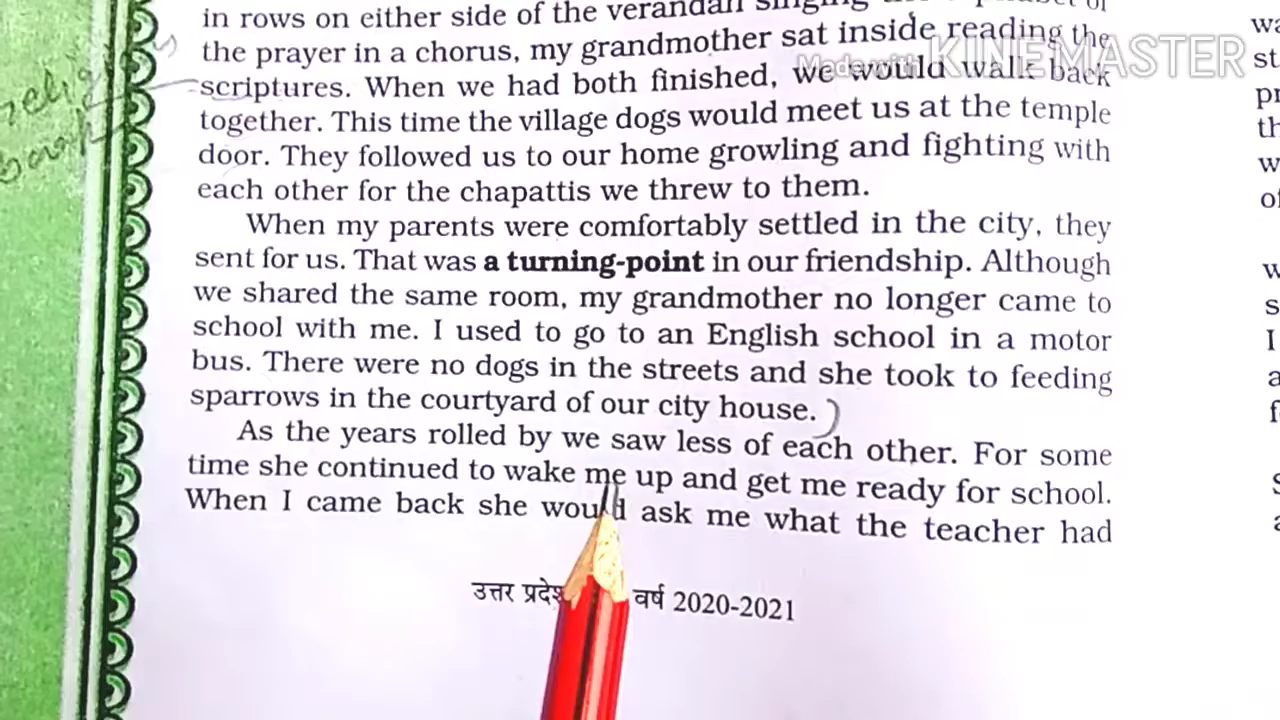 in rows on either side of the verandah singing
the prayer in a chorus, my grandmother sat inside reading the
scriptures. When we had both finished, we would walk back
together. This time the village dogs would meet us at the temple
door. They followed us to our home growling and fighting with
each other for the chapattis we threw to them.
When my parents were comfortably settled in the city, they
sent for us. That was a turning-point in our friendship. Although
we shared the same room, my grandmother no longer came to
school with me. I used to go to an English school in a motor
bus. There were no dogs in the streets and she took to feeding
sparrows in the courtyard of our city house.
As the years rolled by we saw less of each other. For some
time she continued to wake me up and get me ready for school.
When I came back she would ask me what the teacher had
उत्तर प्रदेश वर्ष 2020-2021
Made with KINEMASTER